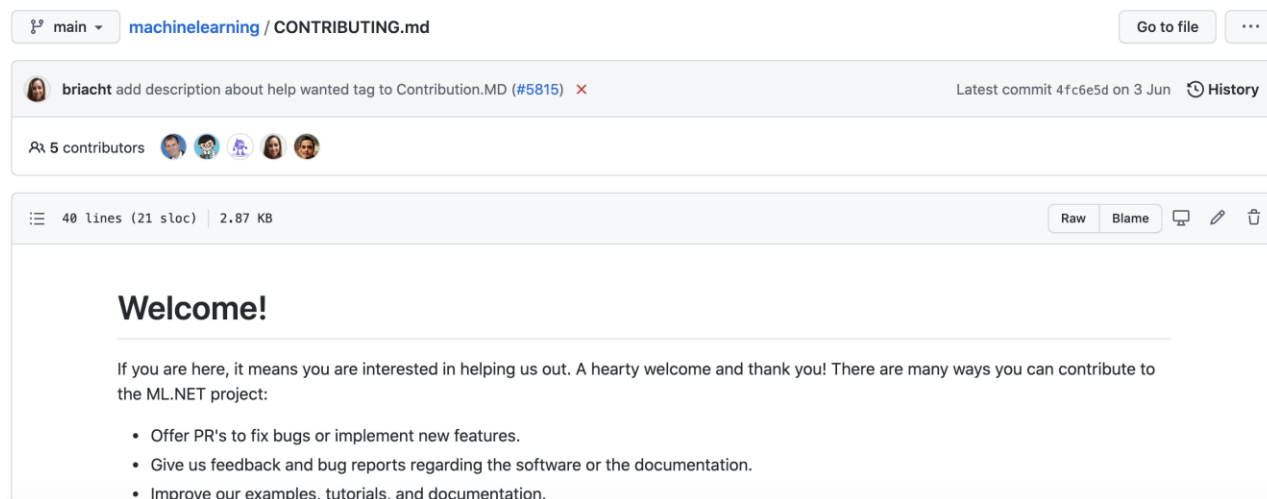 main
machinelearning / CONTRIBUTING.md
Go to file
briacht add description about help wanted tag to Contribution.MD (#5815)
Latest commit 4fc6e5d on 3 Jun
History
5 contributors
40 lines (21 sloc)
2.87 KB
Raw
Blame
Welcome!
If you are here, it means you are interested in helping us out. A hearty welcome and thank you! There are many ways you can contribute to
the ML.NET project:
• Offer PR's to fix bugs or implement new features.
• Give us feedback and bug reports regarding the software or the documentation.
• Improve our examples, tutorials, and documentation.